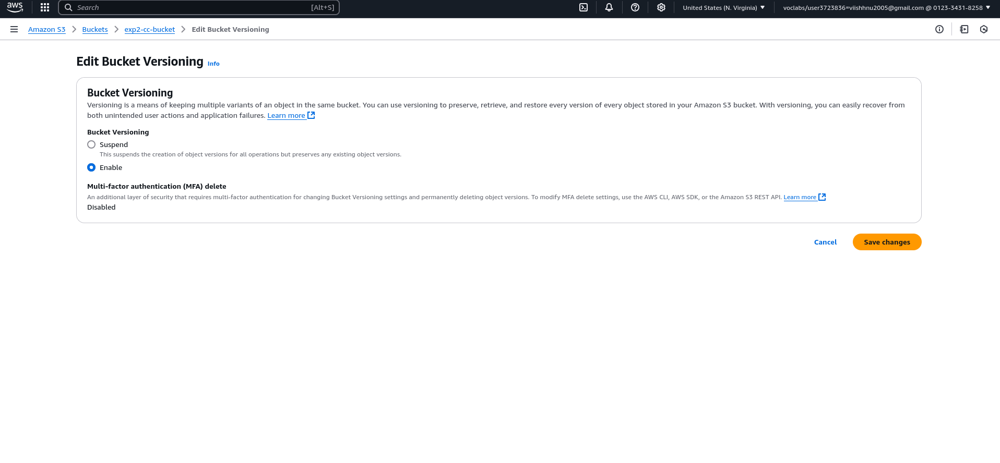 aws
Search [Alt+S] United States (N. Virginia) voclabs/user3723836=viishhnu2005@gmail.com @ 0123-3431-8258
Amazon S3 Buckets exp2-cc-bucket Edit Bucket Versioning
Edit Bucket Versioning Info
Bucket Versioning
Versioning is a means of keeping multiple variants of an object in the same bucket. You can use versioning to preserve, retrieve, and restore every version of every object stored in your Amazon S3 bucket. With versioning, you can easily recover from
both unintended user actions and application failures. Learn more
Bucket Versioning
Suspend
This suspends the creation of object versions for all operations but preserves any existing object versions.
Enable
Multi-factor authentication (MFA) delete
An additional layer of security that requires multi-factor authentication for changing Bucket Versioning settings and permanently deleting object versions. To modify MFA delete settings, use the AWS CLI, AWS SDK, or the Amazon S3 REST API. Learn more
Disabled
Cancel Save changes